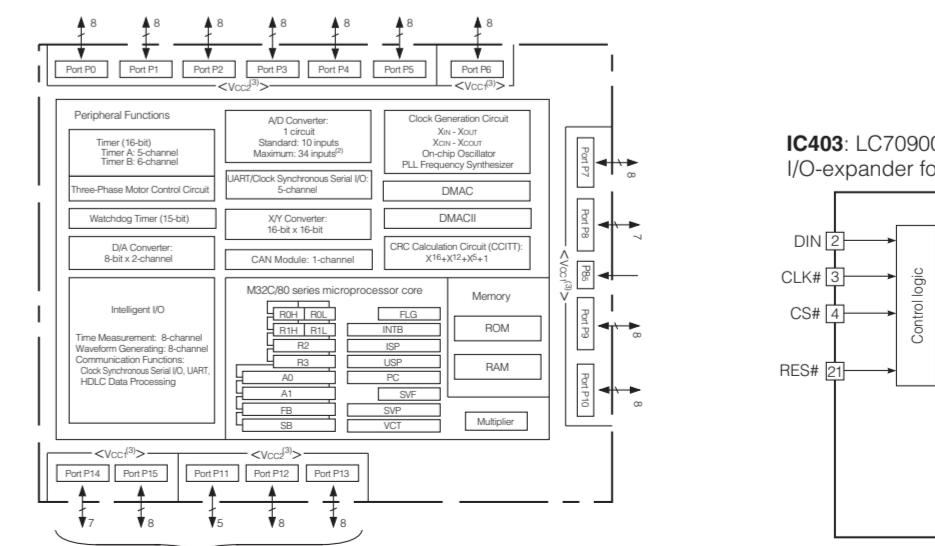 8 8 8 8 8 8 8
Port P0 Port P1 Port P2 Port P3 Port P4 Port P5 Port P6
<VCC2(3)> <VCC1(3)>
Peripheral Functions
Timer (16-bit)
Timer A: 5-channel
Timer B: 6-channel
Three-Phase Motor Control Circuit
Watchdog Timer (15-bit)
D/A Converter:
8-bit x 2-channel
Intelligent I/O
Time Measurement: 8-channel
Waveform Generating: 8-channel
Communication Functions:
Clock Synchronous Serial I/O, UART,
HDLC Data Processing
A/D Converter:
1 circuit
Standard: 10 inputs
Maximum: 34 inputs(2)
UART/Clock Synchronous Serial I/O:
5-channel
X/Y Converter:
16-bit x 16-bit
CAN Module: 1-channel
Clock Generation Circuit
XIN - XOUT
XCIN - XCOUT
On-chip Oscillator
PLL Frequency Synthesizer
DMAC
DMACII
CRC Calculation Circuit (CCITT):
X16+X12+X5+1
M32C/80 series microprocessor core
R0H R0L
R1H R1L
R2
R3
A0
A1
FB
SB
FLG
INTB
ISP
USP
PC
SVF
SVP
VCT
Memory
ROM
RAM
Multiplier
<VCC1(3)>
Port P7 8
Port P8 7
P85
Port P9 8
Port P10 8
<VCC1(3)> <VCC2(3)>
Port P14 Port P15 Port P11 Port P12 Port P13
7 8 5 8 8
IC403: LC70900
I/O-expander fo
DIN 2
CLK# 3
CS# 4
RES# 21
Control logic